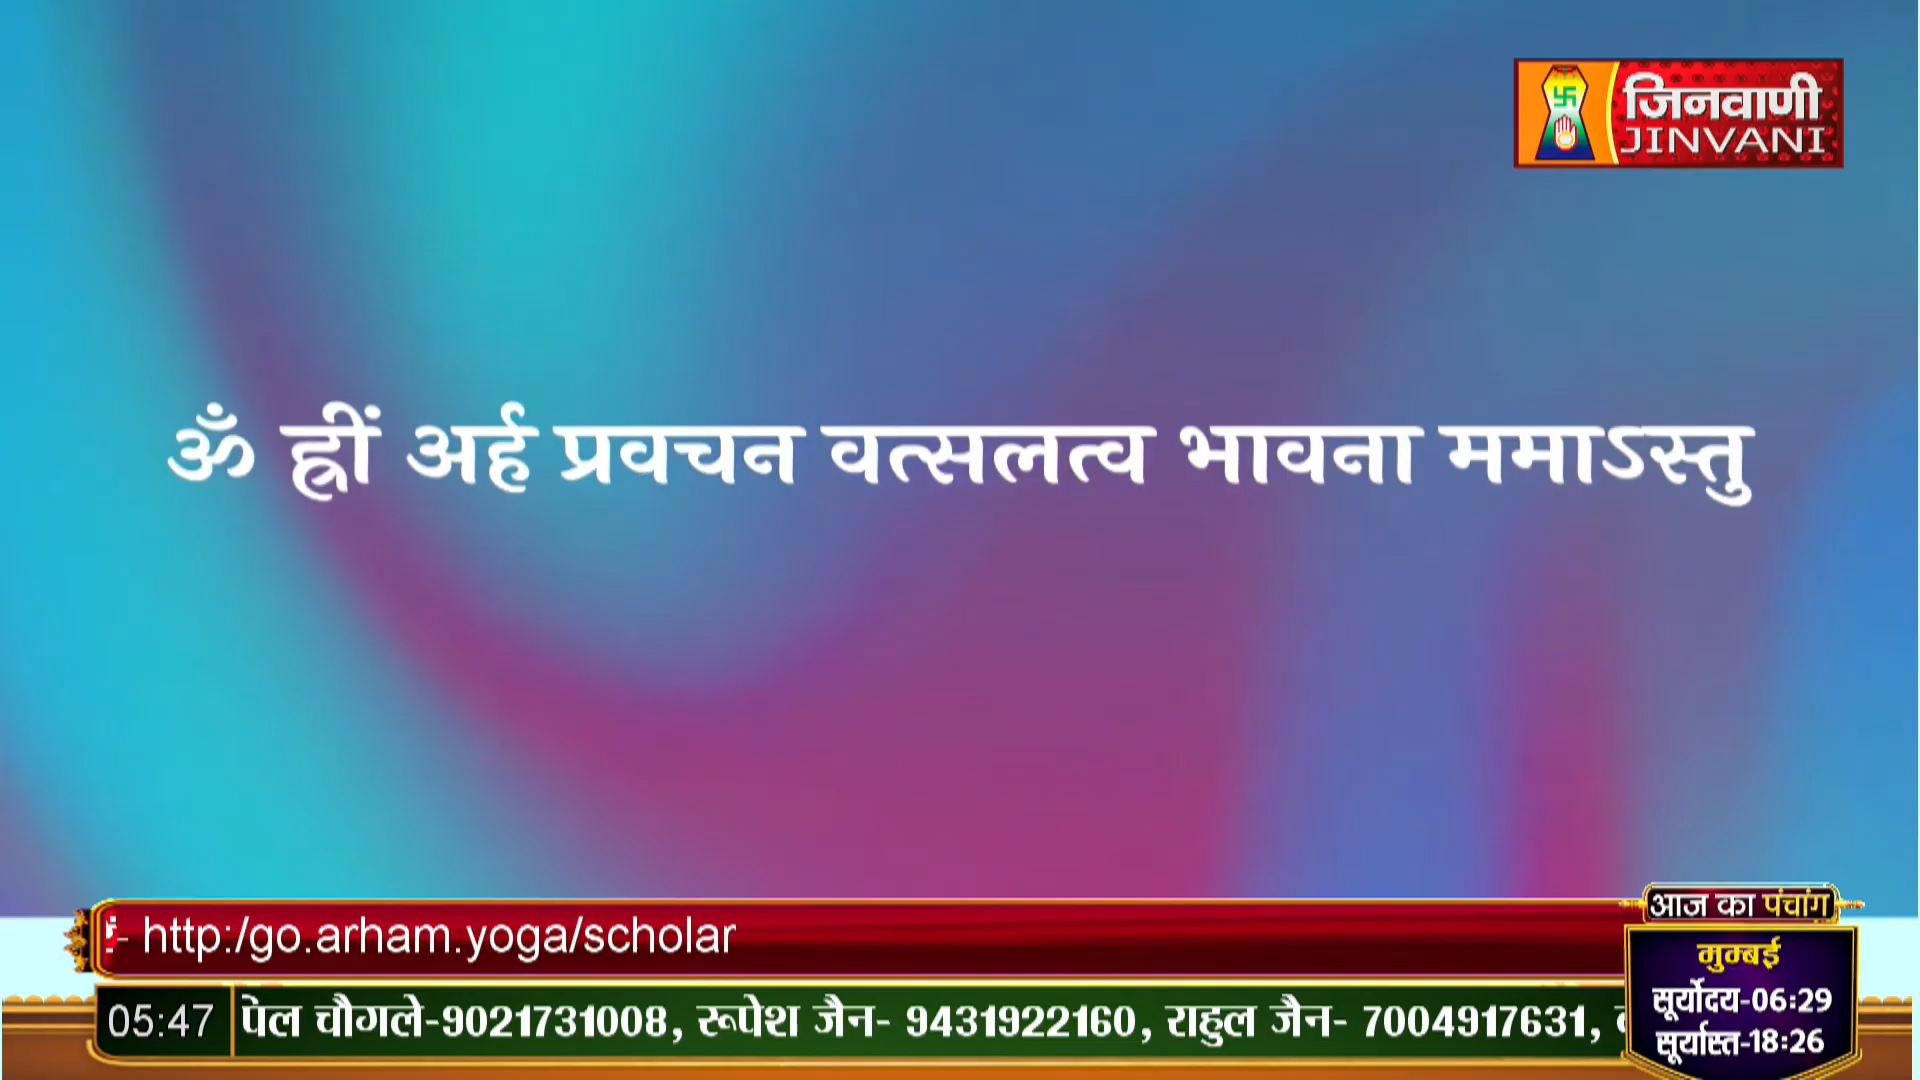 जिनवाणी
JINVANI
ॐ ह्रीं अर्ह प्रवचन वत्सलत्व भावना ममाऽस्तु
आज का पंचांग
- http:/go.arham.yoga/scholar
मुम्बई
सूर्योदय-06:29
सूर्यास्त-18:26
05:47 पेल चौगले-9021731008, रूपेश जैन- 9431922160, राहुल जैन- 7004917631,